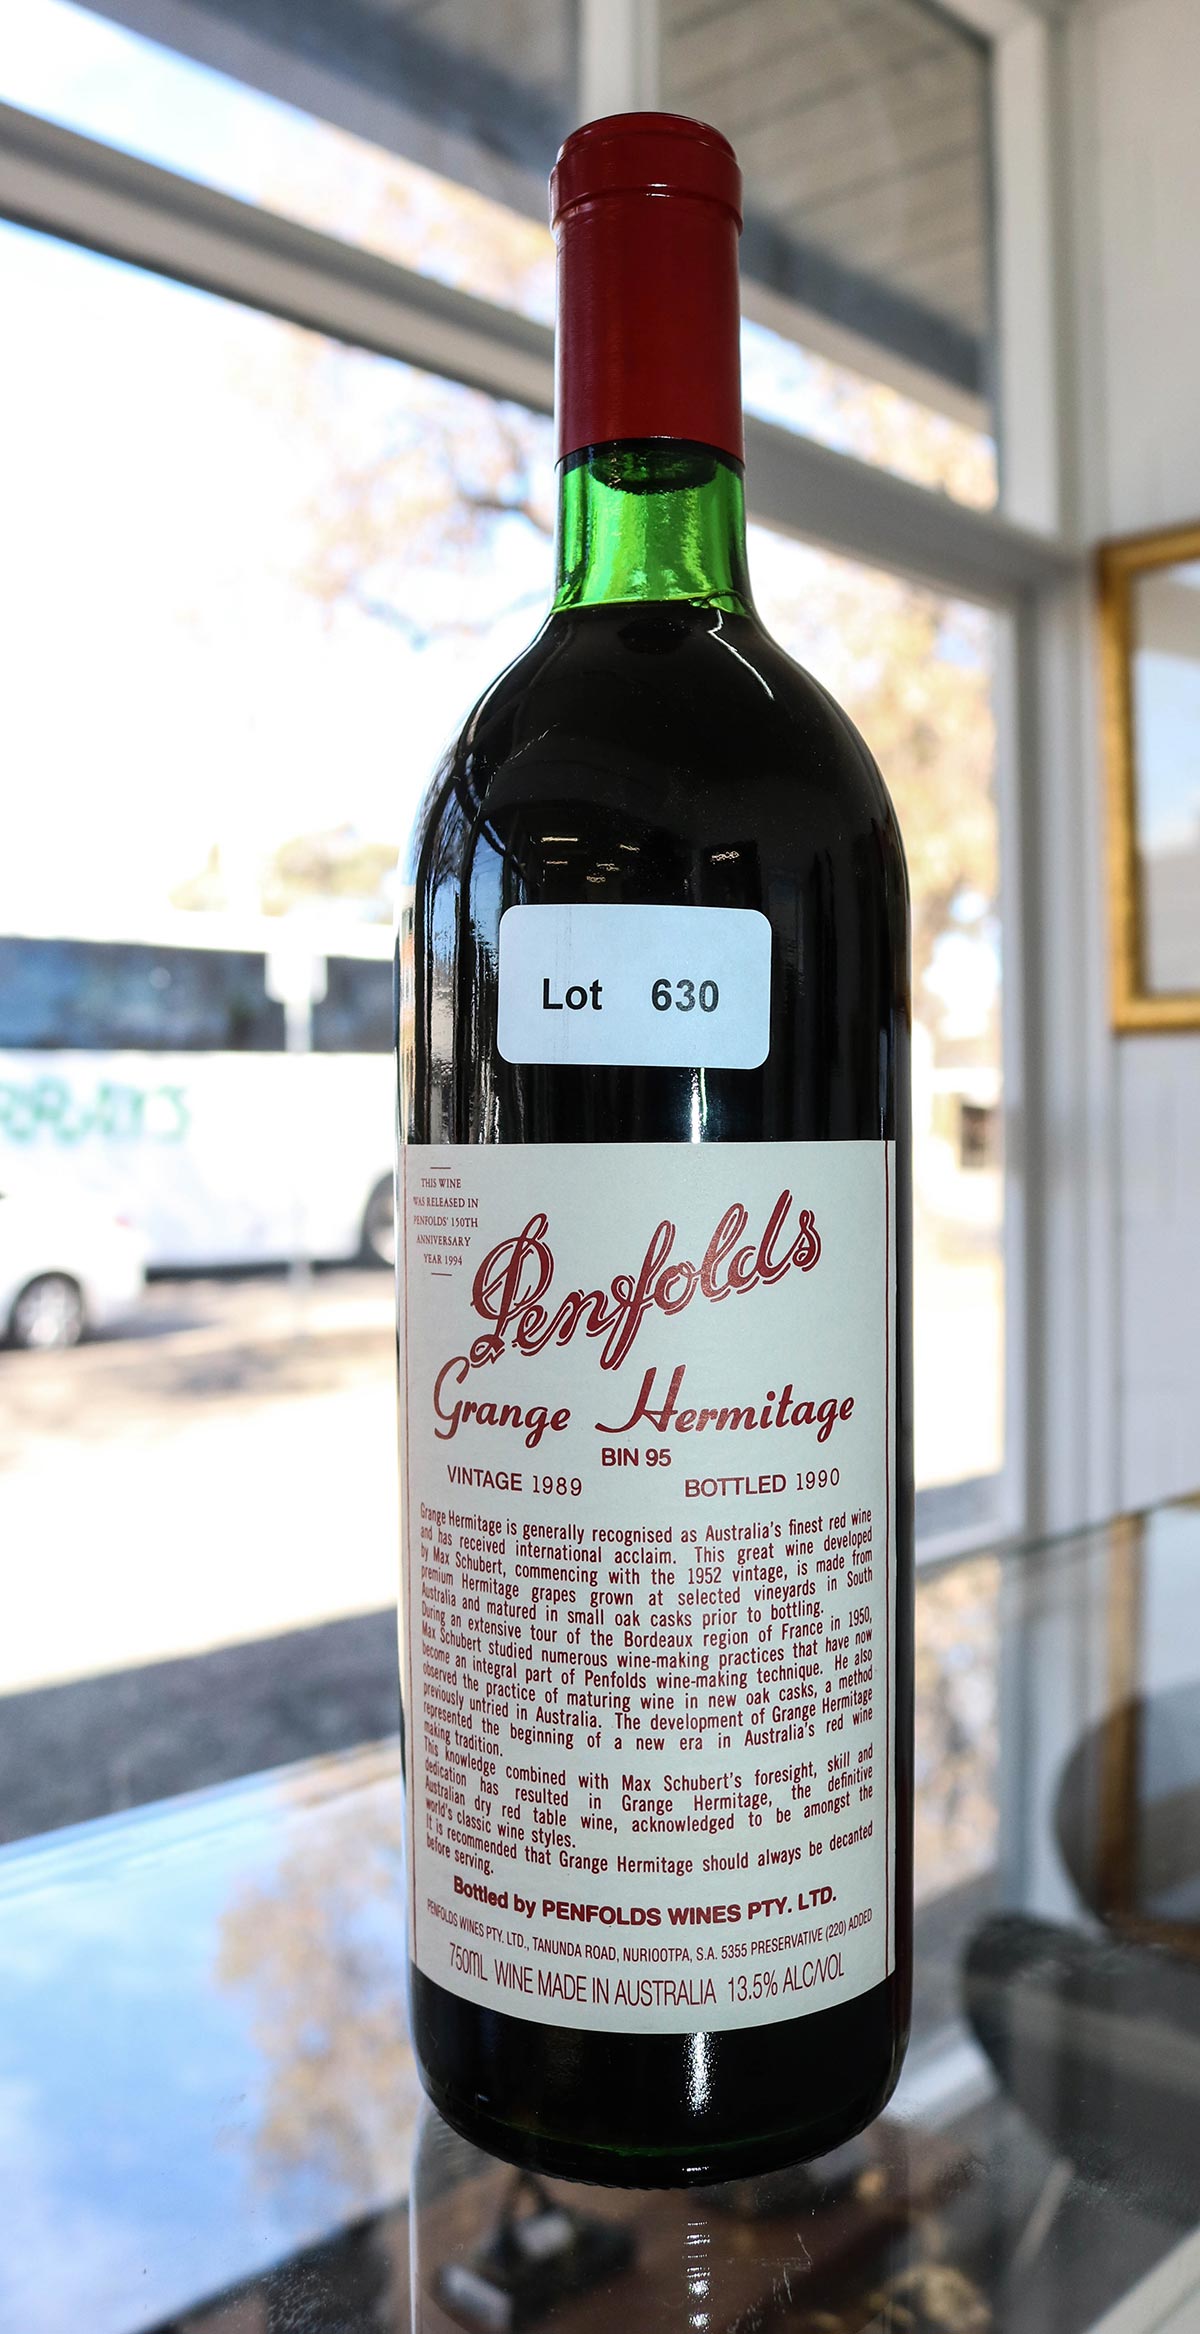 Lot 630
THIS WINE
WAS RELEASED IN
PENFOLDS' 150TH
ANNIVERSARY
YEAR 1994
Penfolds
Grange Hermitage
BIN 95
VINTAGE 1989 BOTTLED 1990
Grange Hermitage is generally recognised as Australia's finest red wine
and has received international acclaim. This great wine developed
by Max Schubert, commencing with the 1952 vintage, is made from
premium Hermitage grapes grown at selected vineyards in South
Australia and matured in small oak casks prior to bottling.
During an extensive tour of the Bordeaux region of France in 1950,
Max Schubert studied numerous wine-making practices that have now
become an integral part of Penfolds wine-making technique. He also
observed the practice of maturing wine in new oak casks, a method
previously untried in Australia. The development of Grange Hermitage
represented the beginning of a new era in Australia's red wine
making tradition.
This knowledge combined with Max Schubert's foresight, skill and
dedication has resulted in Grange Hermitage, the definitive
Australian dry red table wine, acknowledged to be amongst the
world's classic wine styles.
It is recommended that Grange Hermitage should always be decanted
before serving.
Bottled by PENFOLDS WINES PTY. LTD.
PENFOLDS WINES PTY. LTD., TANUNDA ROAD, NURIOOTPA, S.A. 5355 PRESERVATIVE (220) ADDED
750ML WINE MADE IN AUSTRALIA 13.5% ALC/VOL